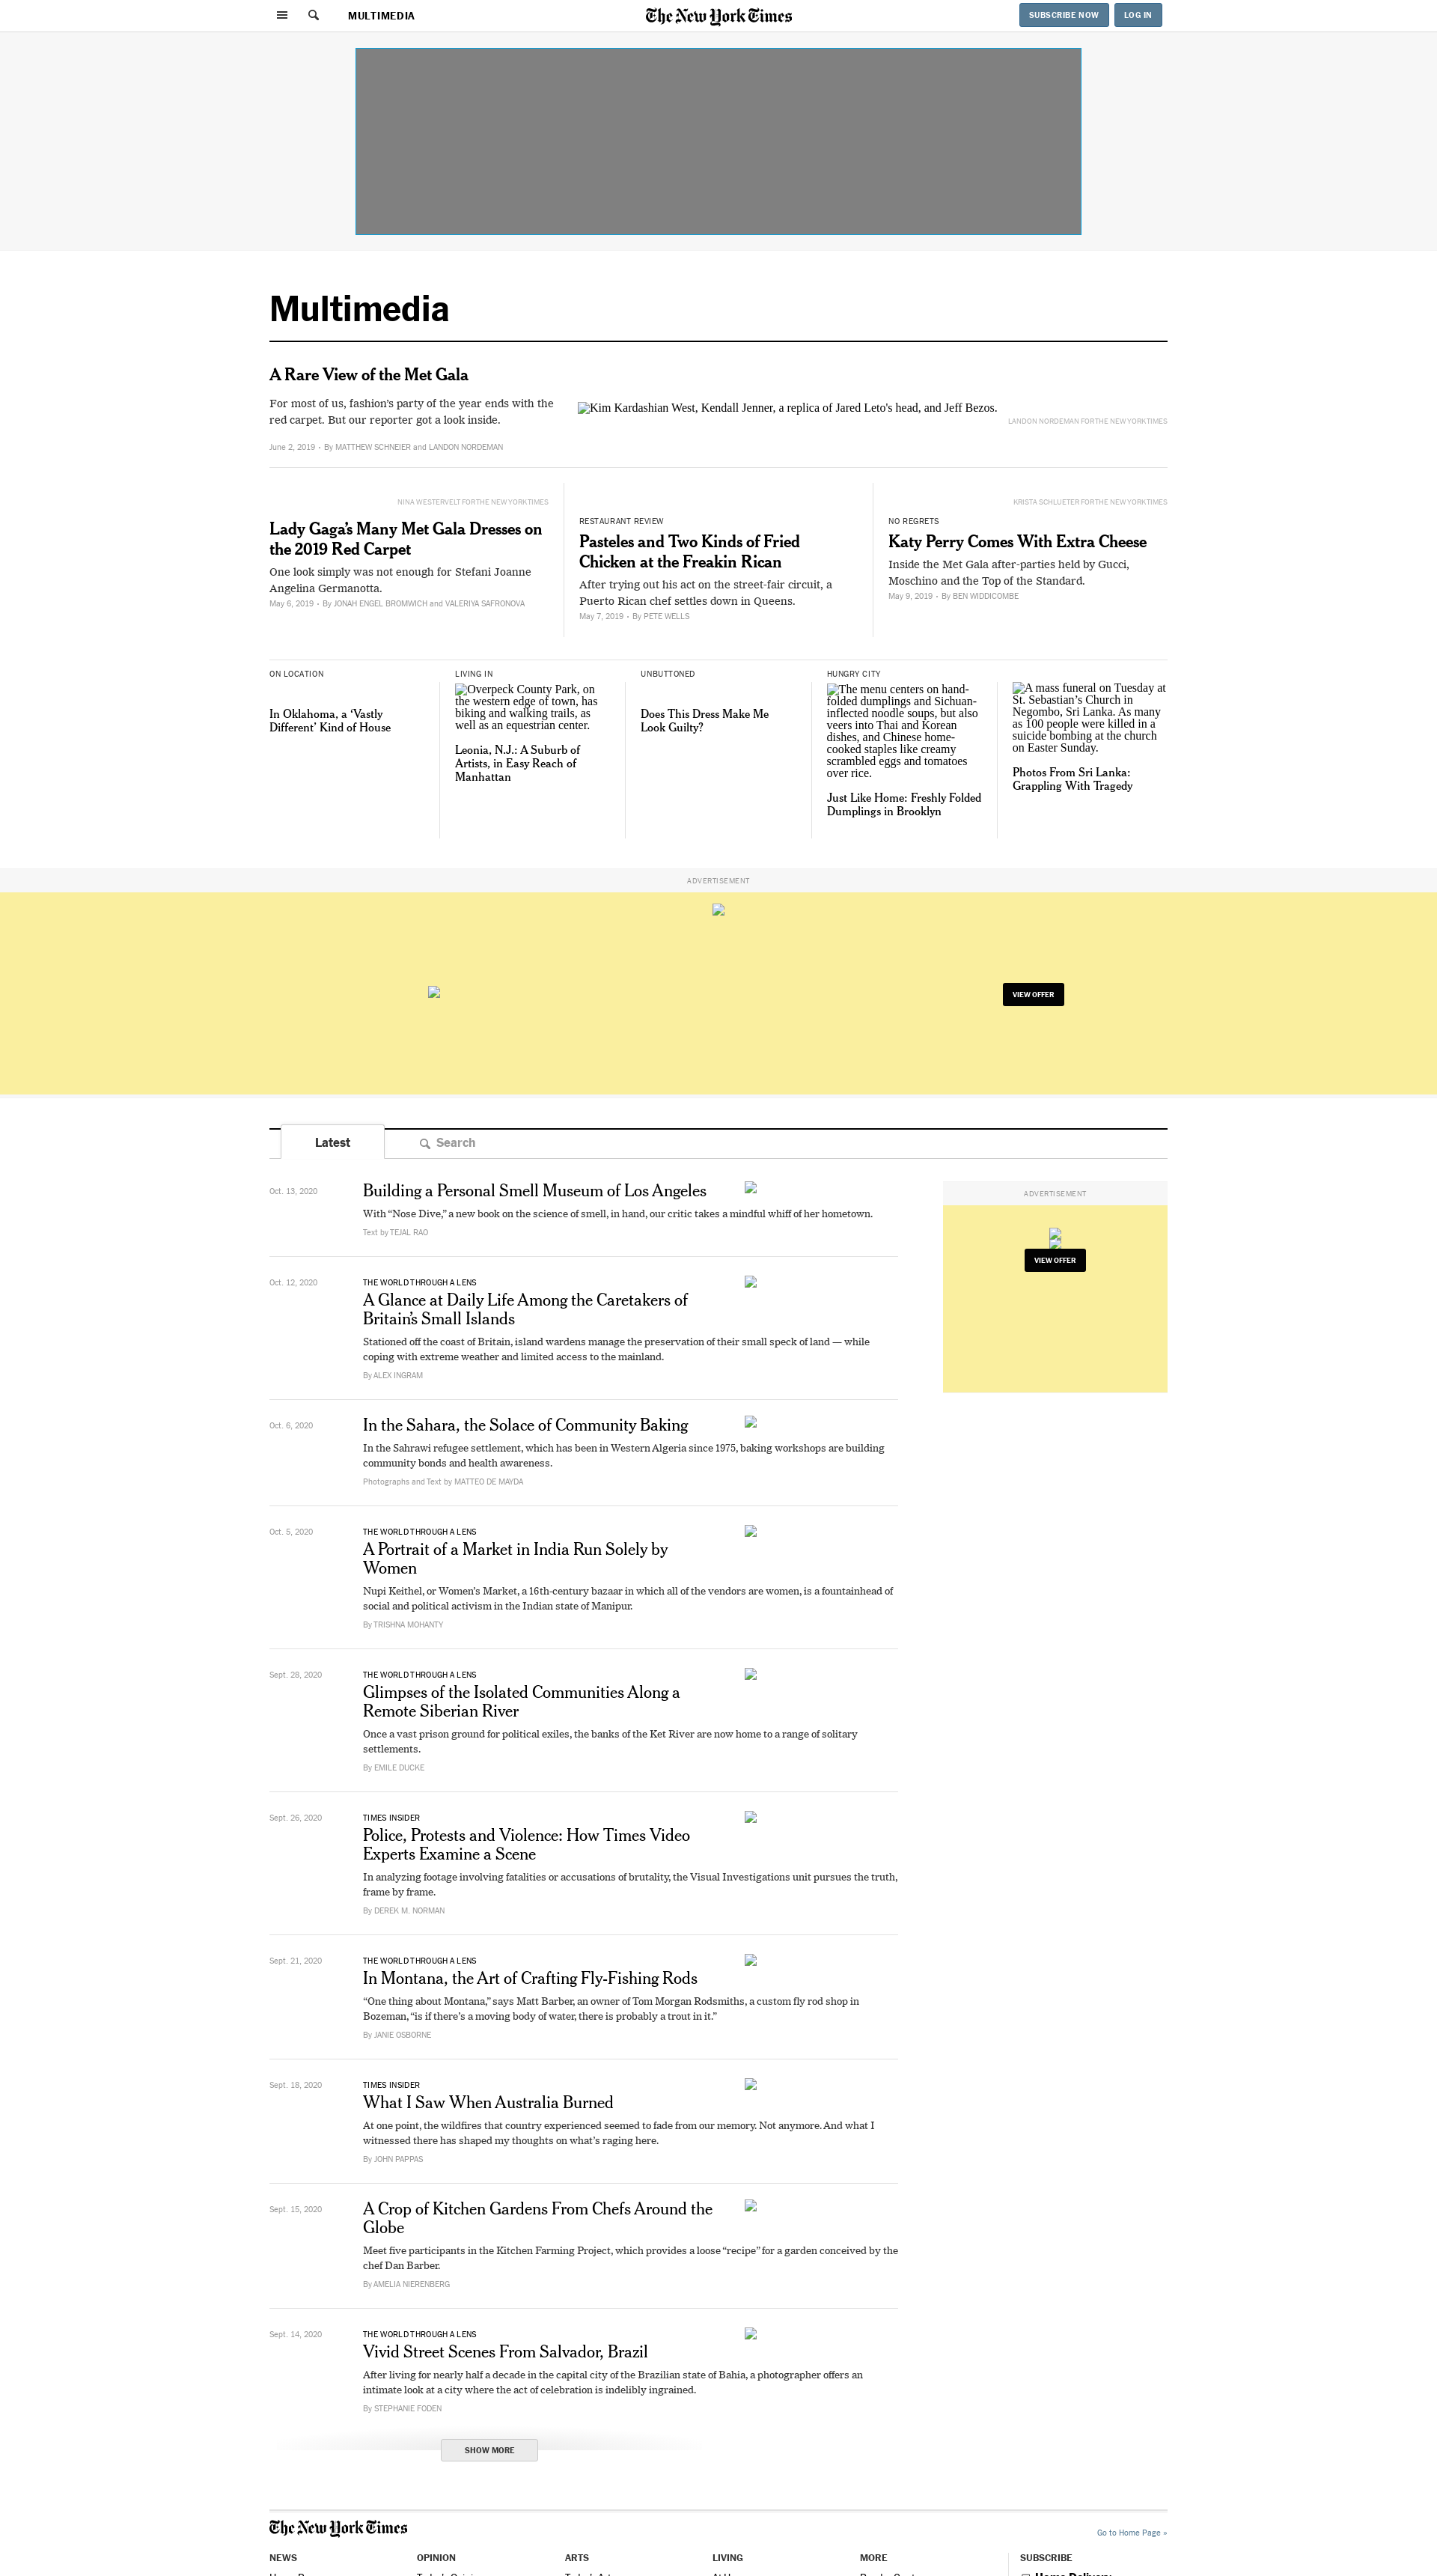 MULTIMEDIA
The New York Times
SUBSCRIBE NOW
LOG IN
Multimedia
A Rare View of the Met Gala
For most of us, fashion’s party of the year ends with the
red carpet. But our reporter got a look inside.
June 2, 2019 • By MATTHEW SCHNEIER and LANDON NORDEMAN
Kim Kardashian West, Kendall Jenner, a replica of Jared Leto's head, and Jeff Bezos.
LANDON NORDEMAN FOR THE NEW YORK TIMES
NINA WESTERVELT FOR THE NEW YORK TIMES
Lady Gaga’s Many Met Gala Dresses on
the 2019 Red Carpet
One look simply was not enough for Stefani Joanne
Angelina Germanotta.
May 6, 2019 • By JONAH ENGEL BROMWICH and VALERIYA SAFRONOVA
RESTAURANT REVIEW
Pasteles and Two Kinds of Fried
Chicken at the Freakin Rican
After trying out his act on the street-fair circuit, a
Puerto Rican chef settles down in Queens.
May 7, 2019 • By PETE WELLS
KRISTA SCHLUETER FOR THE NEW YORK TIMES
NO REGRETS
Katy Perry Comes With Extra Cheese
Inside the Met Gala after-parties held by Gucci,
Moschino and the Top of the Standard.
May 9, 2019 • By BEN WIDDICOMBE
ON LOCATION
In Oklahoma, a ‘Vastly
Different’ Kind of House
LIVING IN
Overpeck County Park, on
the western edge of town, has
biking and walking trails, as
well as an equestrian center.
Leonia, N.J.: A Suburb of
Artists, in Easy Reach of
Manhattan
UNBUTTONED
Does This Dress Make Me
Look Guilty?
HUNGRY CITY
The menu centers on hand-
folded dumplings and Sichuan-
inflected noodle soups, but also
veers into Thai and Korean
dishes, and Chinese home-
cooked staples like creamy
scrambled eggs and tomatoes
over rice.
Just Like Home: Freshly Folded
Dumplings in Brooklyn
A mass funeral on Tuesday at
St. Sebastian’s Church in
Negombo, Sri Lanka. As many
as 100 people were killed in a
suicide bombing at the church
on Easter Sunday.
Photos From Sri Lanka:
Grappling With Tragedy
ADVERTISEMENT
VIEW OFFER
Latest
Search
Oct. 13, 2020
Building a Personal Smell Museum of Los Angeles
With “Nose Dive,” a new book on the science of smell, in hand, our critic takes a mindful whiff of her hometown.
Text by TEJAL RAO
ADVERTISEMENT
VIEW OFFER
Oct. 12, 2020
THE WORLD THROUGH A LENS
A Glance at Daily Life Among the Caretakers of
Britain’s Small Islands
Stationed off the coast of Britain, island wardens manage the preservation of their small speck of land — while
coping with extreme weather and limited access to the mainland.
By ALEX INGRAM
Oct. 6, 2020
In the Sahara, the Solace of Community Baking
In the Sahrawi refugee settlement, which has been in Western Algeria since 1975, baking workshops are building
community bonds and health awareness.
Photographs and Text by MATTEO DE MAYDA
Oct. 5, 2020
THE WORLD THROUGH A LENS
A Portrait of a Market in India Run Solely by
Women
Nupi Keithel, or Women’s Market, a 16th-century bazaar in which all of the vendors are women, is a fountainhead of
social and political activism in the Indian state of Manipur.
By TRISHNA MOHANTY
Sept. 28, 2020
THE WORLD THROUGH A LENS
Glimpses of the Isolated Communities Along a
Remote Siberian River
Once a vast prison ground for political exiles, the banks of the Ket River are now home to a range of solitary
settlements.
By EMILE DUCKE
Sept. 26, 2020
TIMES INSIDER
Police, Protests and Violence: How Times Video
Experts Examine a Scene
In analyzing footage involving fatalities or accusations of brutality, the Visual Investigations unit pursues the truth,
frame by frame.
By DEREK M. NORMAN
Sept. 21, 2020
THE WORLD THROUGH A LENS
In Montana, the Art of Crafting Fly-Fishing Rods
“One thing about Montana,” says Matt Barber, an owner of Tom Morgan Rodsmiths, a custom fly rod shop in
Bozeman, “is if there’s a moving body of water, there is probably a trout in it.”
By JANIE OSBORNE
Sept. 18, 2020
TIMES INSIDER
What I Saw When Australia Burned
At one point, the wildfires that country experienced seemed to fade from our memory. Not anymore. And what I
witnessed there has shaped my thoughts on what’s raging here.
By JOHN PAPPAS
Sept. 15, 2020
A Crop of Kitchen Gardens From Chefs Around the
Globe
Meet five participants in the Kitchen Farming Project, which provides a loose “recipe” for a garden conceived by the
chef Dan Barber.
By AMELIA NIERENBERG
Sept. 14, 2020
THE WORLD THROUGH A LENS
Vivid Street Scenes From Salvador, Brazil
After living for nearly half a decade in the capital city of the Brazilian state of Bahia, a photographer offers an
intimate look at a city where the act of celebration is indelibly ingrained.
By STEPHANIE FODEN
SHOW MORE
The New York Times
Go to Home Page »
NEWS
OPINION
ARTS
LIVING
MORE
SUBSCRIBE